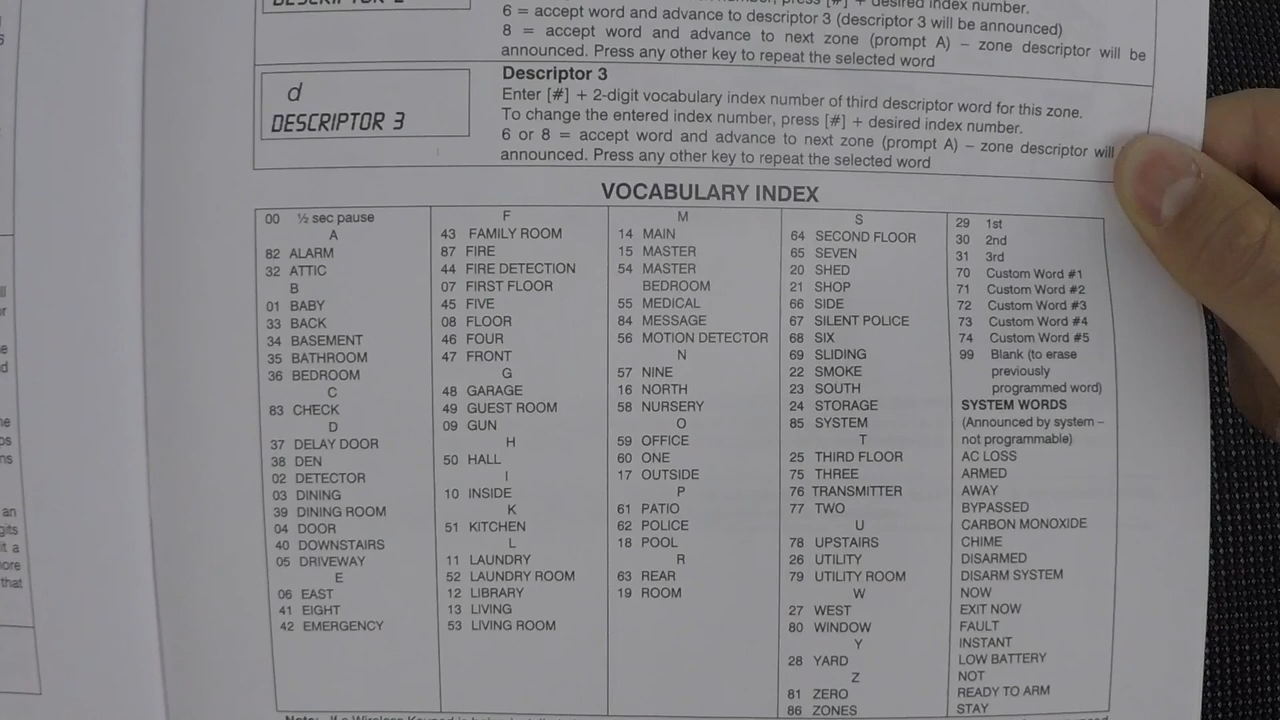 6 = accept word and advance to descriptor 3 (descriptor 3 will be announced)
8 = accept word and advance to next zone (prompt A) – zone descriptor will be
announced. Press any other key to repeat the selected word
d
DESCRIPTOR 3
Descriptor 3
Enter [#] + 2-digit vocabulary index number of third descriptor word for this zone.
To change the entered index number, press [#] + desired index number.
6 or 8 = accept word and advance to next zone (prompt A) – zone descriptor will
announced. Press any other key to repeat the selected word
VOCABULARY INDEX
00 ½ sec pause
A
82 ALARM
32 ATTIC
B
01 BABY
33 BACK
34 BASEMENT
35 BATHROOM
36 BEDROOM
C
83 CHECK
D
37 DELAY DOOR
38 DEN
02 DETECTOR
03 DINING
39 DINING ROOM
04 DOOR
40 DOWNSTAIRS
05 DRIVEWAY
E
06 EAST
41 EIGHT
42 EMERGENCY
F
43 FAMILY ROOM
87 FIRE
44 FIRE DETECTION
07 FIRST FLOOR
45 FIVE
08 FLOOR
46 FOUR
47 FRONT
G
48 GARAGE
49 GUEST ROOM
09 GUN
H
50 HALL
I
10 INSIDE
K
51 KITCHEN
L
11 LAUNDRY
52 LAUNDRY ROOM
12 LIBRARY
13 LIVING
53 LIVING ROOM
M
14 MAIN
15 MASTER
54 MASTER
BEDROOM
55 MEDICAL
84 MESSAGE
56 MOTION DETECTOR
N
57 NINE
16 NORTH
58 NURSERY
O
59 OFFICE
60 ONE
17 OUTSIDE
P
61 PATIO
62 POLICE
18 POOL
R
63 REAR
19 ROOM
S
64 SECOND FLOOR
65 SEVEN
20 SHED
21 SHOP
66 SIDE
67 SILENT POLICE
68 SIX
69 SLIDING
22 SMOKE
23 SOUTH
24 STORAGE
85 SYSTEM
T
25 THIRD FLOOR
75 THREE
76 TRANSMITTER
77 TWO
U
78 UPSTAIRS
26 UTILITY
79 UTILITY ROOM
W
27 WEST
80 WINDOW
Y
28 YARD
Z
81 ZERO
86 ZONES
29 1st
30 2nd
31 3rd
70 Custom Word #1
71 Custom Word #2
72 Custom Word #3
73 Custom Word #4
74 Custom Word #5
99 Blank (to erase
previously
programmed word)
SYSTEM WORDS
(Announced by system –
not programmable)
AC LOSS
ARMED
AWAY
BYPASSED
CARBON MONOXIDE
CHIME
DISARMED
DISARM SYSTEM
NOW
EXIT NOW
FAULT
INSTANT
LOW BATTERY
NOT
READY TO ARM
STAY